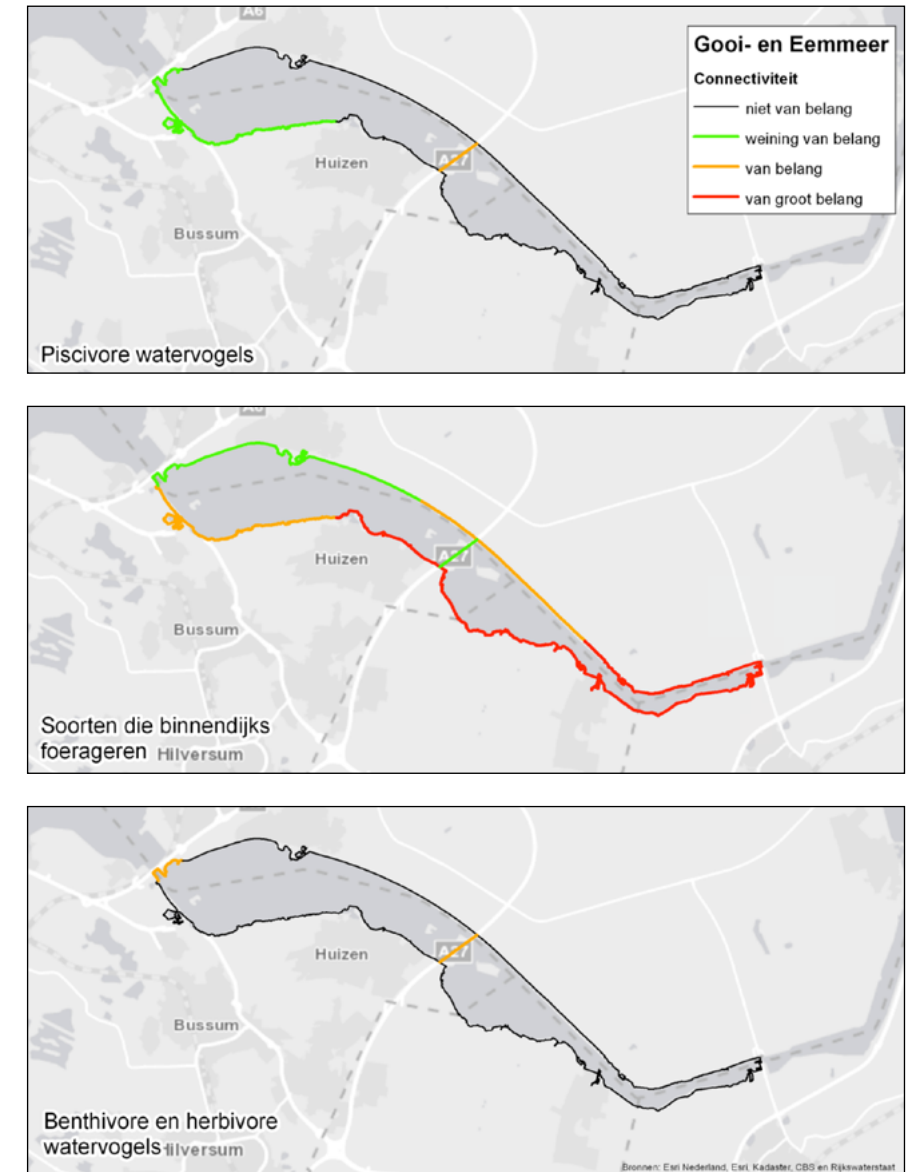 A6
Gooi- en Eemmeer
Connectiviteit
niet van belang
weining van belang
van belang
van groot belang
Huizen
A27
Bussum
Piscivore watervogels
A6
Huizen
A27
Bussum
Soorten die binnendijks
foerageren Hilversum
Huizen
A27
Bussum
Benthivore en herbivore
watervogels Hilversum
Bronnen: Esri Nederland, Esri, Kadaster, CBS en Rijkswaterstaat